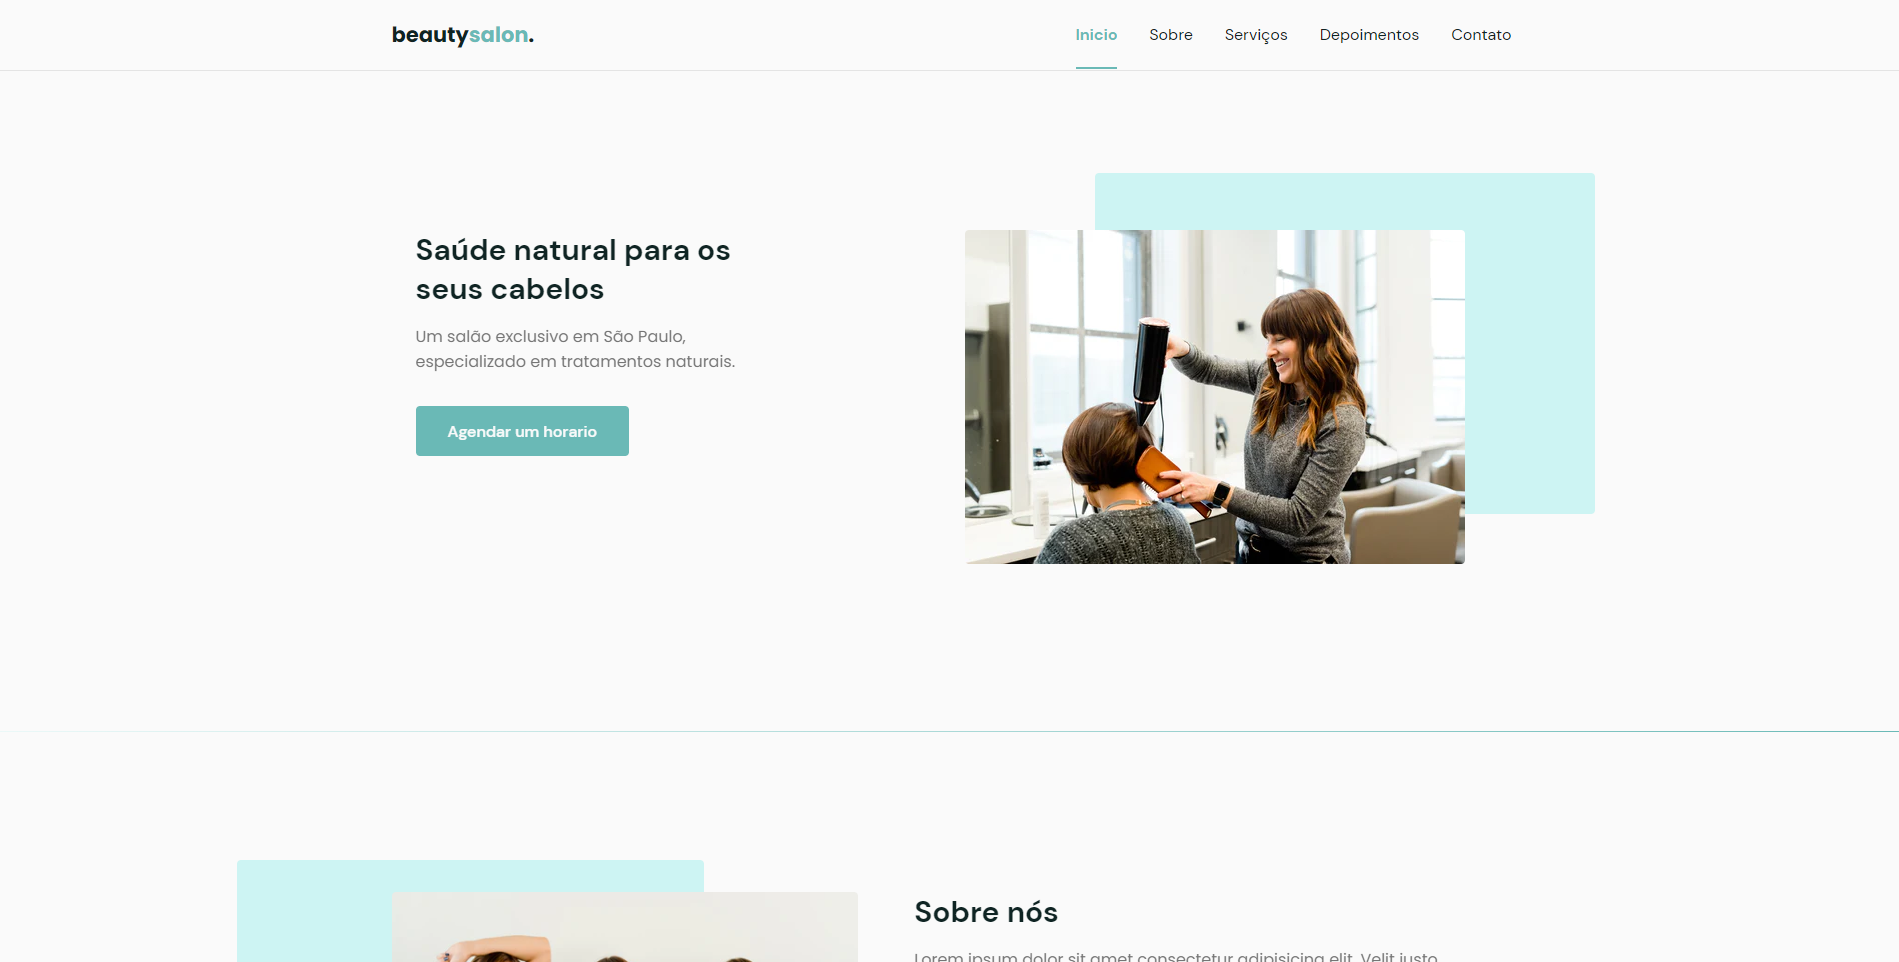 beautysalon.
Inicio Sobre Serviços Depoimentos Contato
Saúde natural para os
seus cabelos
Um salão exclusivo em São Paulo,
especializado em tratamentos naturais.
Agendar um horario
Sobre nós
Lorem ipsum dolor sit amet consectetur adipisicing elit. Velit iusto